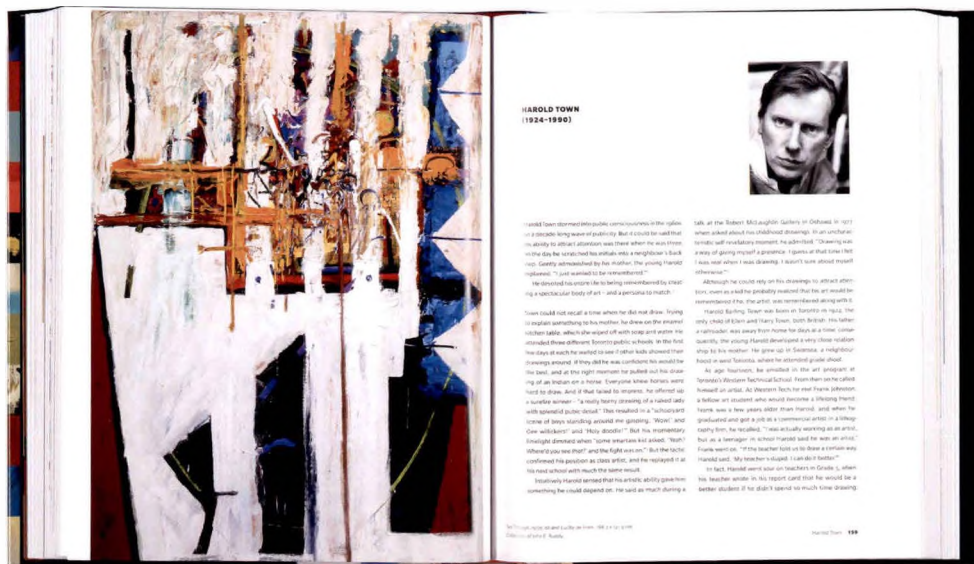 HAROLD TOWN
(1924–1990)
Harold Town stormed into public consciousness in the 1960s
on a decade-long wave of publicity. But it could be said that
his ability to attract attention was there when he was three,
on the day he scratched his initials into a neighbour's back
step. Gently admonished by his mother, the young Harold
explained, "I just wanted to be remembered."
He devoted his entire life to being remembered by creat-
ing a spectacular body of art – and a persona to match.
Town could not recall a time when he did not draw. Trying
to explain something to his mother, he drew on the enamel
kitchen table, which she wiped off with soap and water. He
attended three different Toronto public schools. In the first
few days at each he waited to see if other kids showed their
drawings around. If they did he was confident his would be
the best, and at the right moment he pulled out his draw-
ing of an Indian on a horse. Everyone knew horses were
hard to draw. And if that failed to impress, he offered up
a surefire winner – "a really horny drawing of a naked lady
with splendid pubic detail." This resulted in a "schoolyard
scene of boys standing around me gasping, 'Wow!' and
'Gee willickers!' and 'Holy doodle!'" But his momentary
limelight dimmed when "some smartass kid asked, 'Yeah?
Where'd you see that?' and the fight was on." But the tactic
confirmed his position as class artist, and he replayed it at
his next school with much the same result.
Intuitively Harold sensed that his artistic ability gave him
something he could depend on. He said as much during a
talk at the Robert McLaughlin Gallery in Oshawa in 1977
when asked about his childhood drawings. In an uncharac-
teristic self-revelatory moment, he admitted, "Drawing was
a way of giving myself a presence. I guess at that time I felt
I was real when I was drawing. I wasn't sure about myself
otherwise."
Although he could rely on his drawings to attract atten-
tion, even as a kid he probably realized that his art would be
remembered if he, the artist, was remembered along with it.
Harold Barling Town was born in Toronto in 1924, the
only child of Ellen and Harry Town, both British. His father,
a railroader, was away from home for days at a time; conse-
quently, the young Harold developed a very close relation-
ship to his mother. He grew up in Swansea, a neighbour-
hood in west Toronto, where he attended grade school.
As age fourteen, he enrolled in the art program at
Toronto's Western Technical School. From then on he called
himself an artist. At Western Tech he met Frank Johnston,
a fellow art student who would become a lifelong friend.
Frank was a few years older than Harold, and when he
graduated and got a job as a commercial artist in a lithog-
raphy firm, he recalled, "I was actually working as an artist,
but as a teenager in school Harold said he was an artist."
Frank went on, "If the teacher told us to draw a certain way
Harold said, 'My teacher's stupid. I can do it better.'"
In fact, Harold went sour on teachers in Grade 5, when
his teacher wrote in his report card that he would be a
better student if he didn't spend so much time drawing.
Harold Town 159